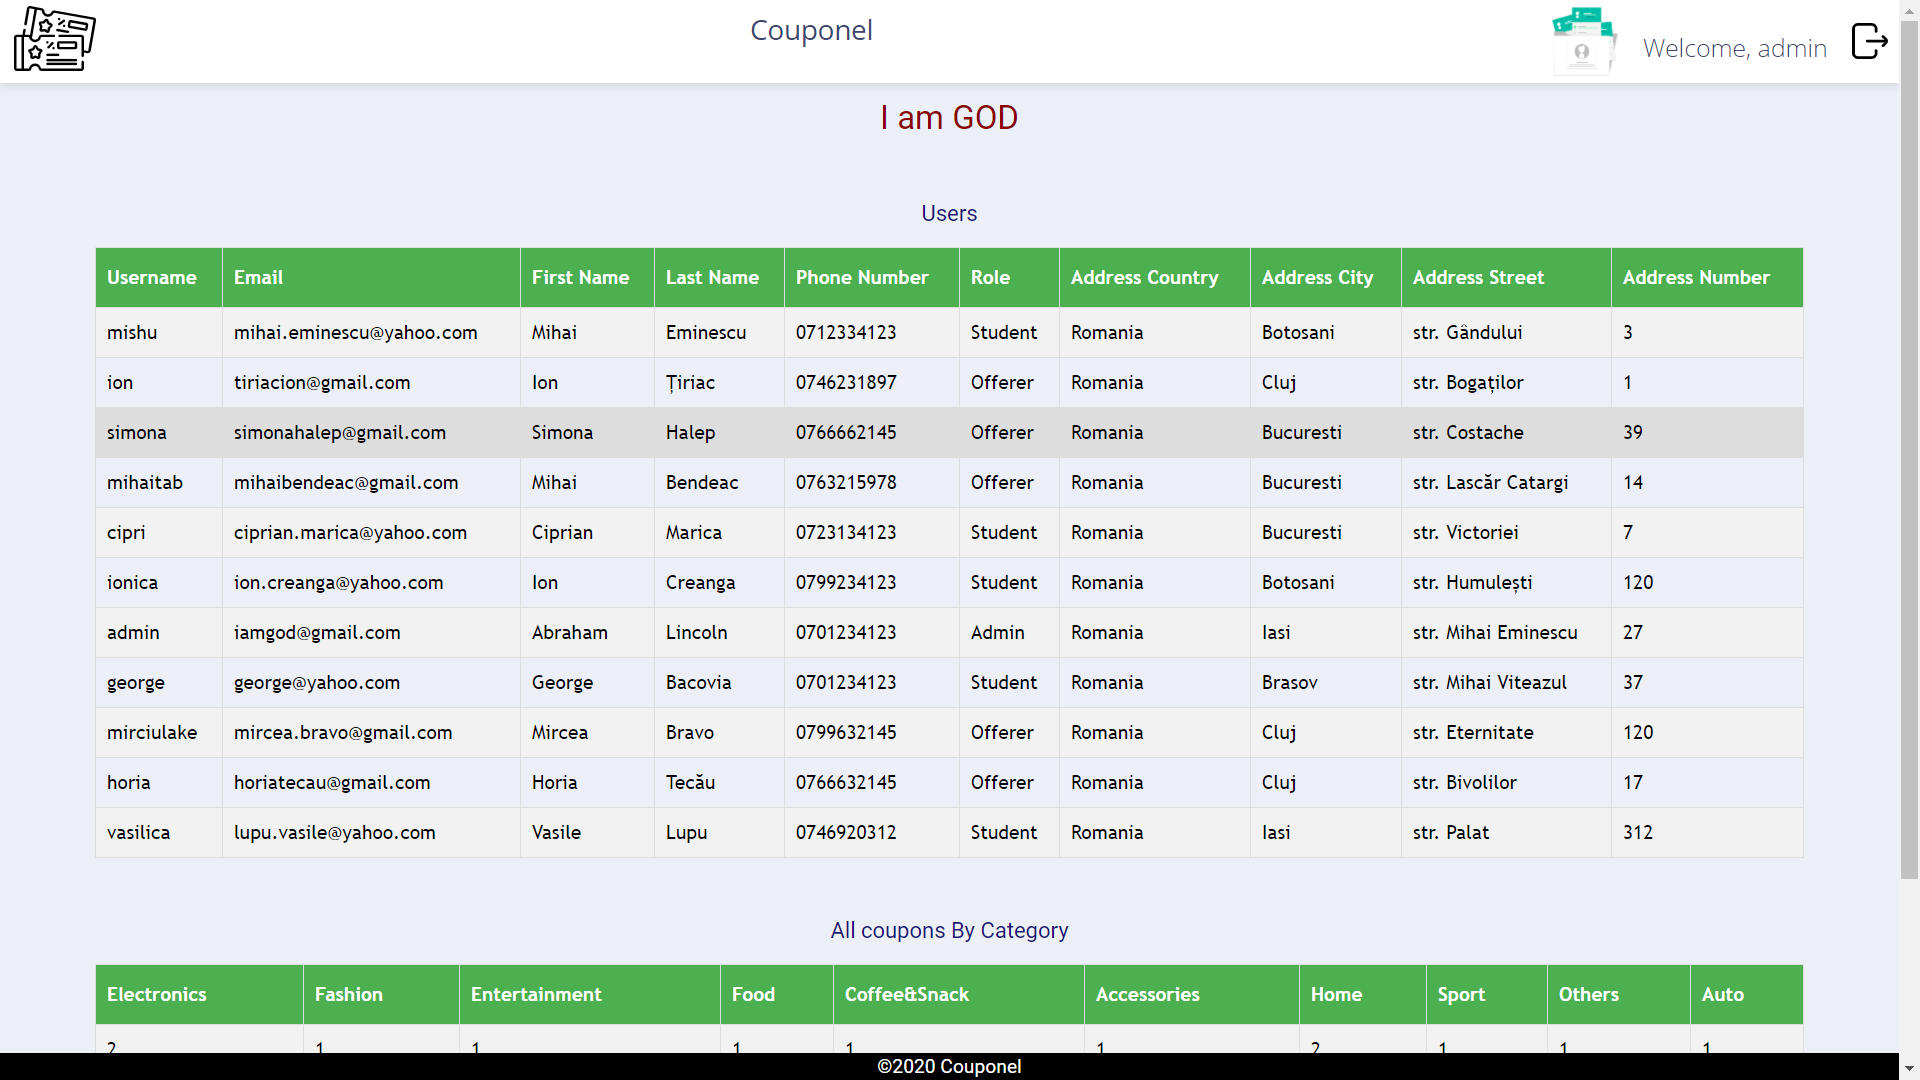 Couponel
Welcome, admin
I am GOD
Users
Username Email First Name Last Name Phone Number Role Address Country Address City Address Street Address Number
mishu mihai.eminescu@yahoo.com Mihai Eminescu 0712334123 Student Romania Botosani str. Gândului 3
ion tiriacion@gmail.com Ion Țiriac 0746231897 Offerer Romania Cluj str. Bogaților 1
simona simonahalep@gmail.com Simona Halep 0766662145 Offerer Romania Bucuresti str. Costache 39
mihaitab mihaibendeac@gmail.com Mihai Bendeac 0763215978 Offerer Romania Bucuresti str. Lascăr Catargi 14
cipri ciprian.marica@yahoo.com Ciprian Marica 0723134123 Student Romania Bucuresti str. Victoriei 7
ionica ion.creanga@yahoo.com Ion Creanga 0799234123 Student Romania Botosani str. Humulești 120
admin iamgod@gmail.com Abraham Lincoln 0701234123 Admin Romania Iasi str. Mihai Eminescu 27
george george@yahoo.com George Bacovia 0701234123 Student Romania Brasov str. Mihai Viteazul 37
mirciulake mircea.bravo@gmail.com Mircea Bravo 0799632145 Offerer Romania Cluj str. Eternitate 120
horia horiatecau@gmail.com Horia Tecău 0766632145 Offerer Romania Cluj str. Bivolilor 17
vasilica lupu.vasile@yahoo.com Vasile Lupu 0746920312 Student Romania Iasi str. Palat 312
All coupons By Category
Electronics Fashion Entertainment Food Coffee&Snack Accessories Home Sport Others Auto
2 1 1 1 1 1 2 1 1 1
©2020 Couponel